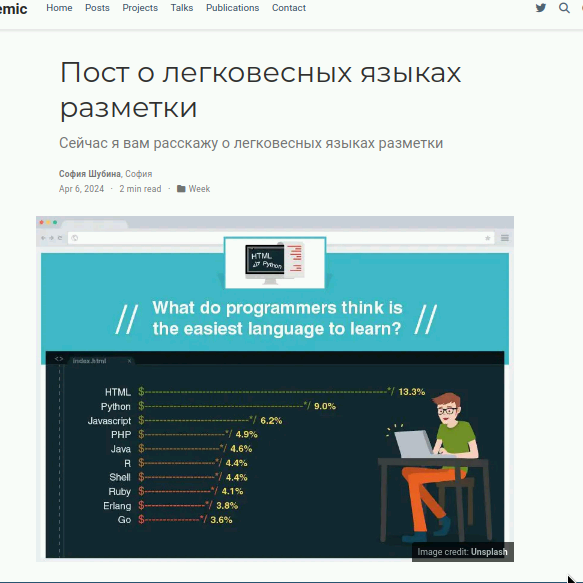 emic Home Posts Projects Talks Publications Contact
Пост о легковесных языках
разметки
Сейчас я вам расскажу о легковесных языках разметки
София Шубина, София
Apr 6, 2024 · 2 min read · Week
HTML
Python
// What do programmers think is
the easiest language to learn? //
<> index.html ×
HTML $--------------------------------------------------*/ 13.3%
Python $---------------------------------*/ 9.0%
Javascript $---------------------*/ 6.2%
PHP $-----------------*/ 4.9%
Java $----------------*/ 4.6%
R $---------------*/ 4.4%
Shell $---------------*/ 4.4%
Ruby $--------------*/ 4.1%
Erlang $-------------*/ 3.8%
Go $------------*/ 3.6%
Image credit: Unsplash